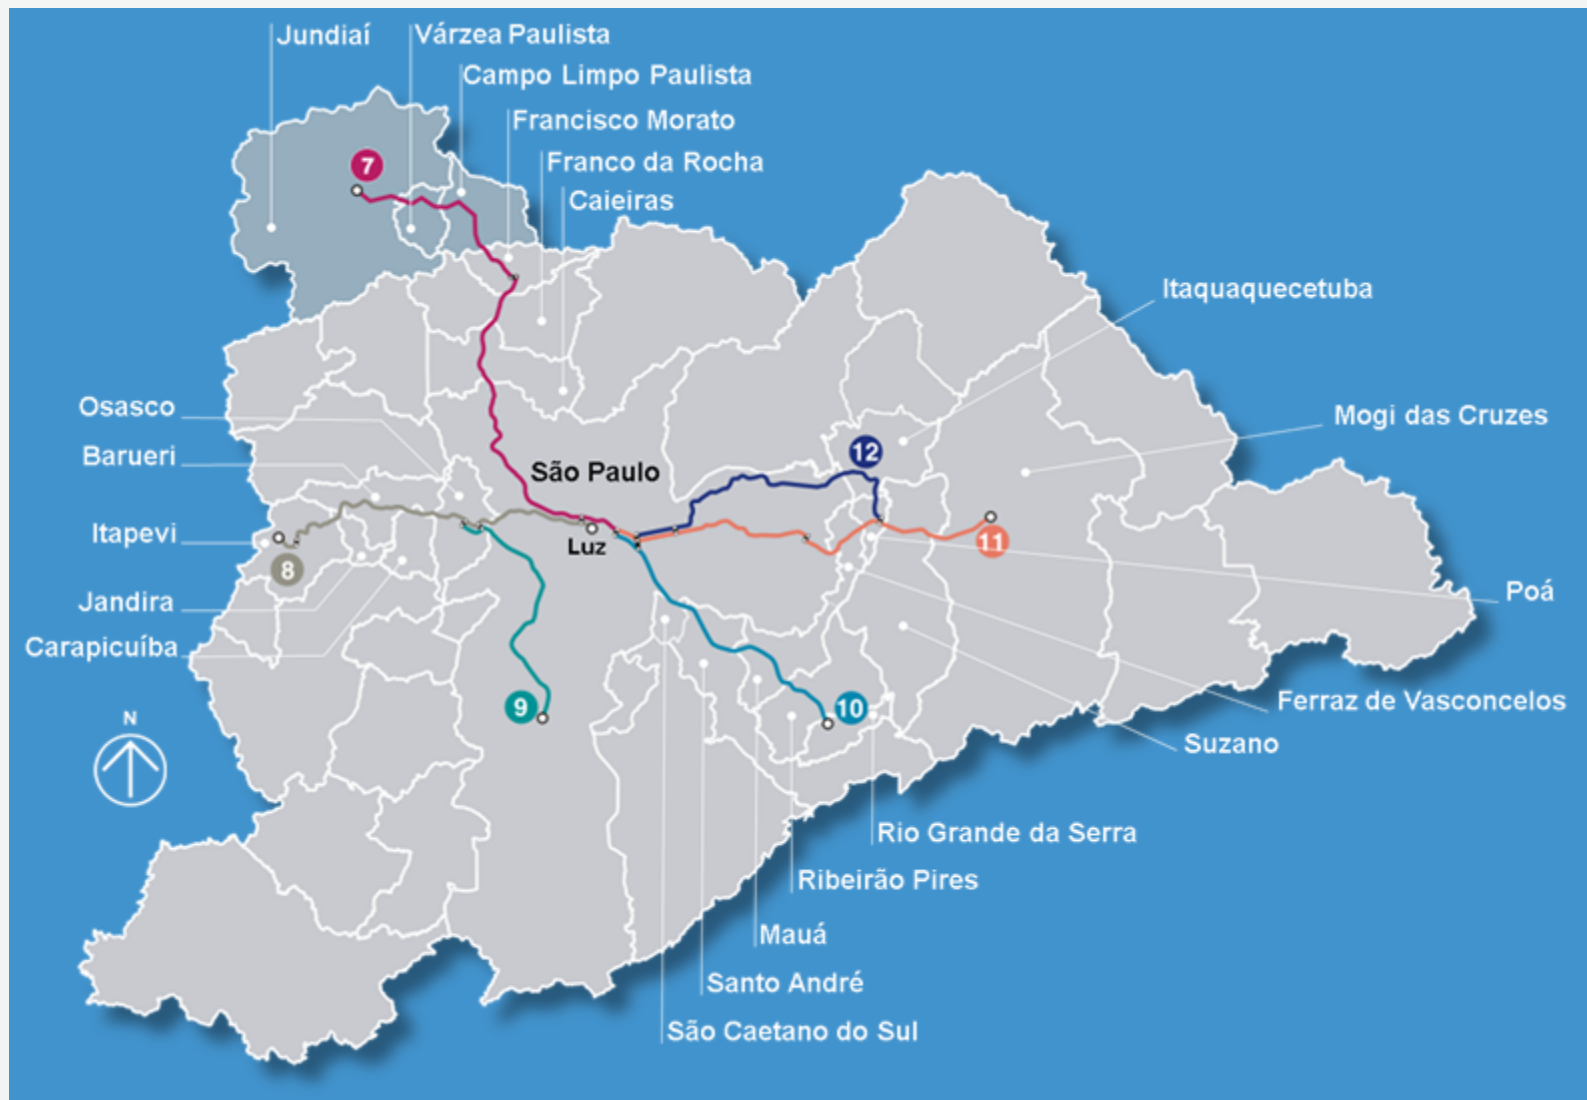 Jundiaí
Várzea Paulista
Campo Limpo Paulista
Francisco Morato
Franco da Rocha
Caieiras
7
Itaquaquecetuba
Osasco
Mogi das Cruzes
Barueri
12
São Paulo
Itapevi
Luz
11
8
Jandira
Poá
Carapicuíba
9
10
Ferraz de Vasconcelos
N
Suzano
Rio Grande da Serra
Ribeirão Pires
Mauá
Santo André
São Caetano do Sul